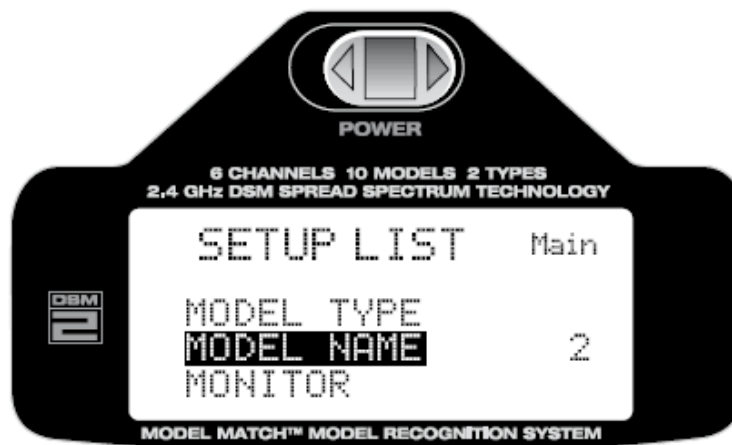 POWER
6 CHANNELS 10 MODELS 2 TYPES
2.4 GHz DSM SPREAD SPECTRUM TECHNOLOGY
SETUP LIST Main
DSM
2
MODEL TYPE
MODEL NAME 2
MONITOR
MODEL MATCH™ MODEL RECOGNITION SYSTEM